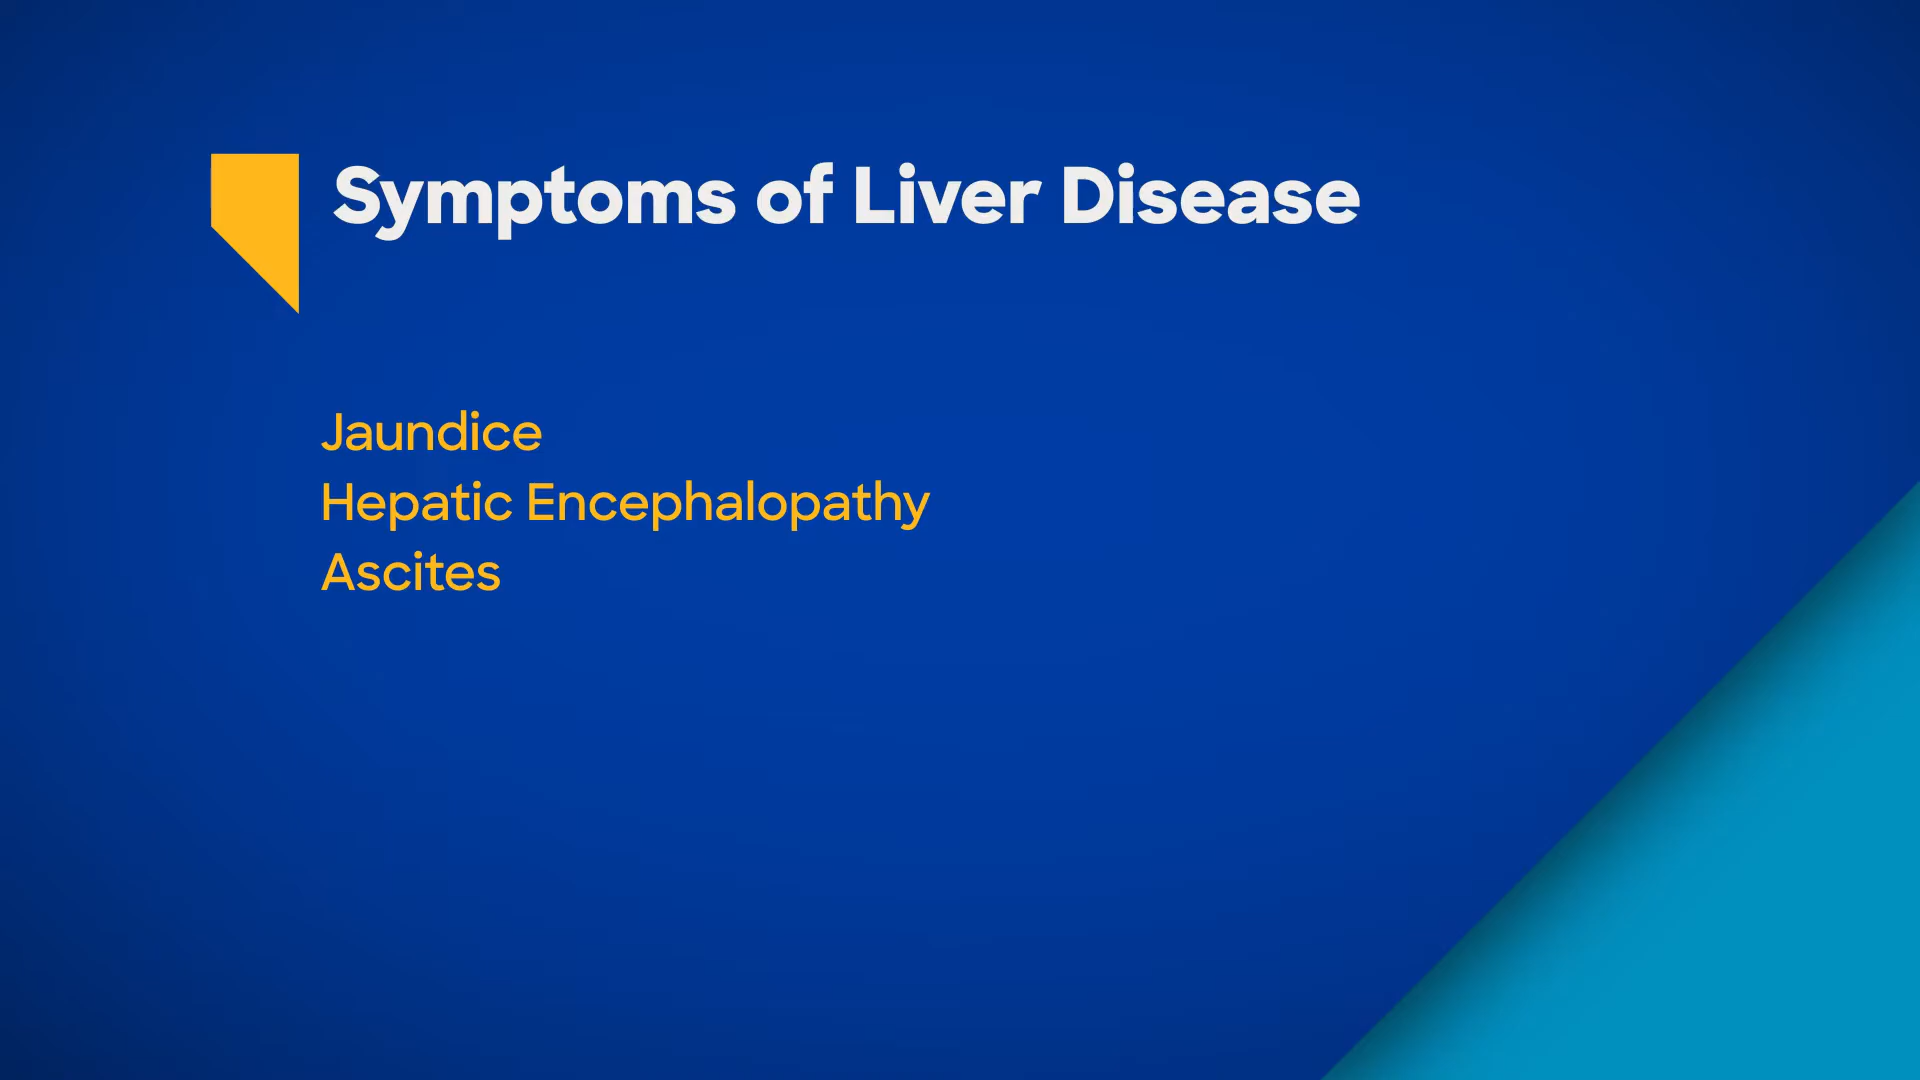 Symptoms of Liver Disease
Jaundice
Hepatic Encephalopathy
Ascites